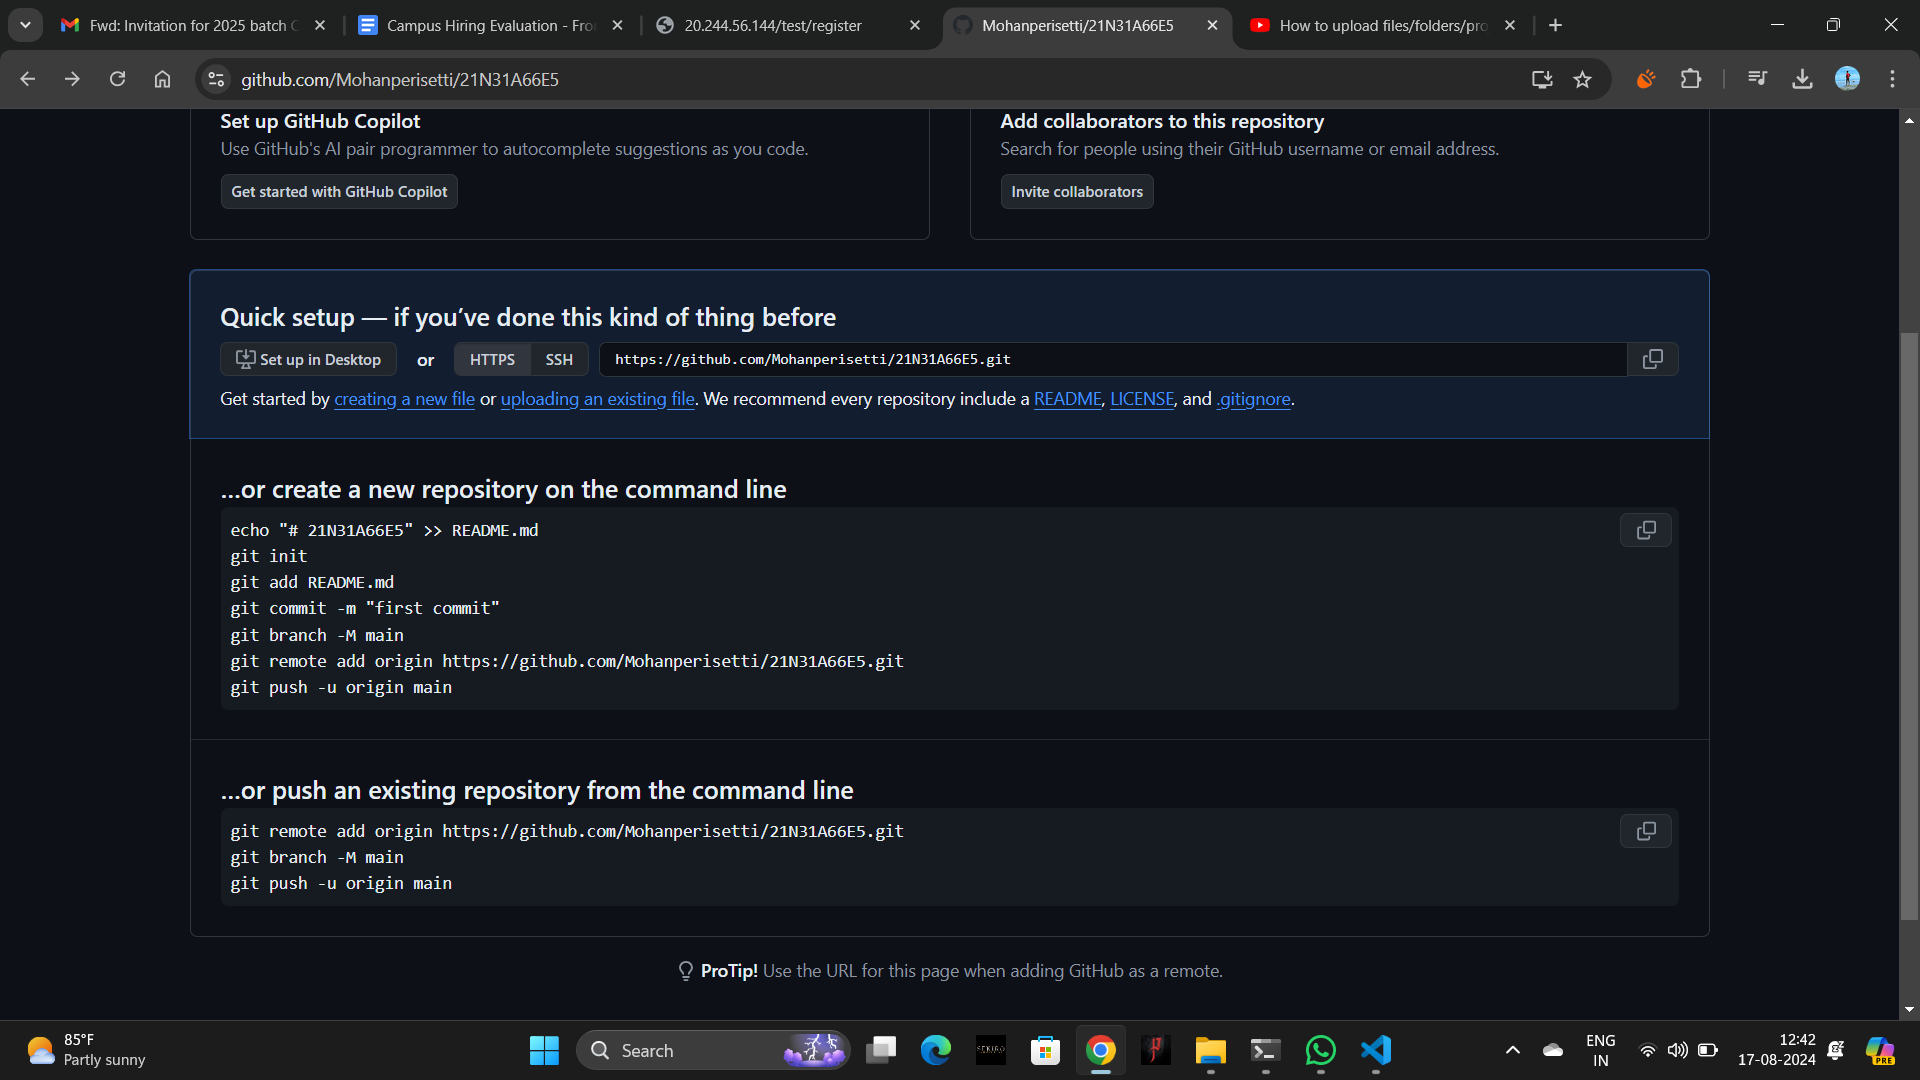 Fwd: Invitation for 2025 batch
Campus Hiring Evaluation - Fro
20.244.56.144/test/register
Mohanperisetti/21N31A66E5
How to upload files/folders/pro
github.com/Mohanperisetti/21N31A66E5
Set up GitHub Copilot
Use GitHub's AI pair programmer to autocomplete suggestions as you code.
Get started with GitHub Copilot
Add collaborators to this repository
Search for people using their GitHub username or email address.
Invite collaborators
Quick setup — if you’ve done this kind of thing before
Set up in Desktop or HTTPS SSH https://github.com/Mohanperisetti/21N31A66E5.git
Get started by creating a new file or uploading an existing file. We recommend every repository include a README, LICENSE, and .gitignore.
…or create a new repository on the command line
echo "# 21N31A66E5" >> README.md
git init
git add README.md
git commit -m "first commit"
git branch -M main
git remote add origin https://github.com/Mohanperisetti/21N31A66E5.git
git push -u origin main
…or push an existing repository from the command line
git remote add origin https://github.com/Mohanperisetti/21N31A66E5.git
git branch -M main
git push -u origin main
ProTip! Use the URL for this page when adding GitHub as a remote.
85°F
Partly sunny
Search
SEKIRO
ENG
IN
12:42
17-08-2024
PRE